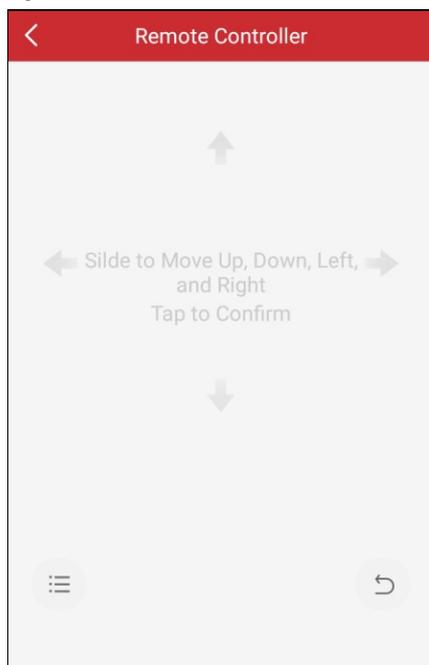 Remote Controller
Silde to Move Up, Down, Left,
and Right
Tap to Confirm